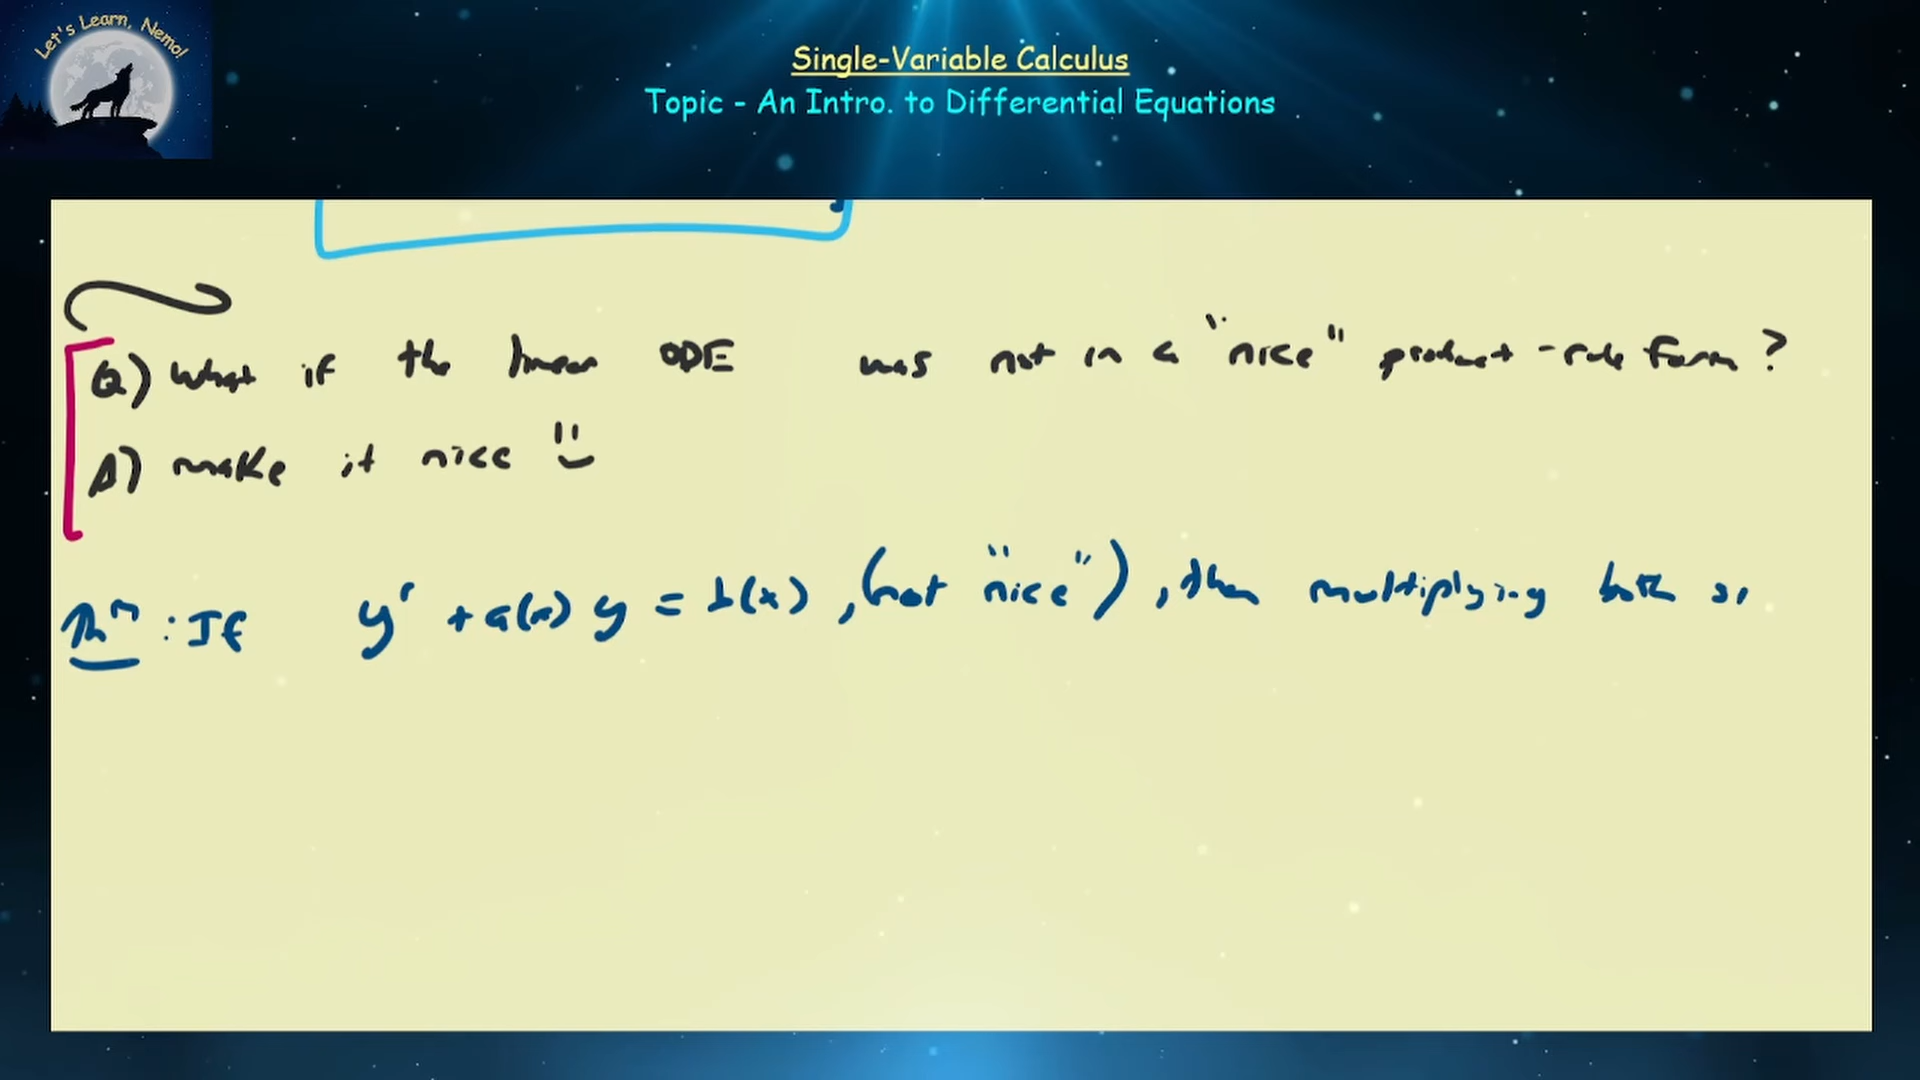 Let's Learn, Nemo!
Single-Variable Calculus
Topic - An Intro. to Differential Equations
Q) What if the linear ODE was not in a "nice" product-rule form?
A) make it nice
Thm: If y' + a(x) y = b(x), (not "nice"), then multiplying both si